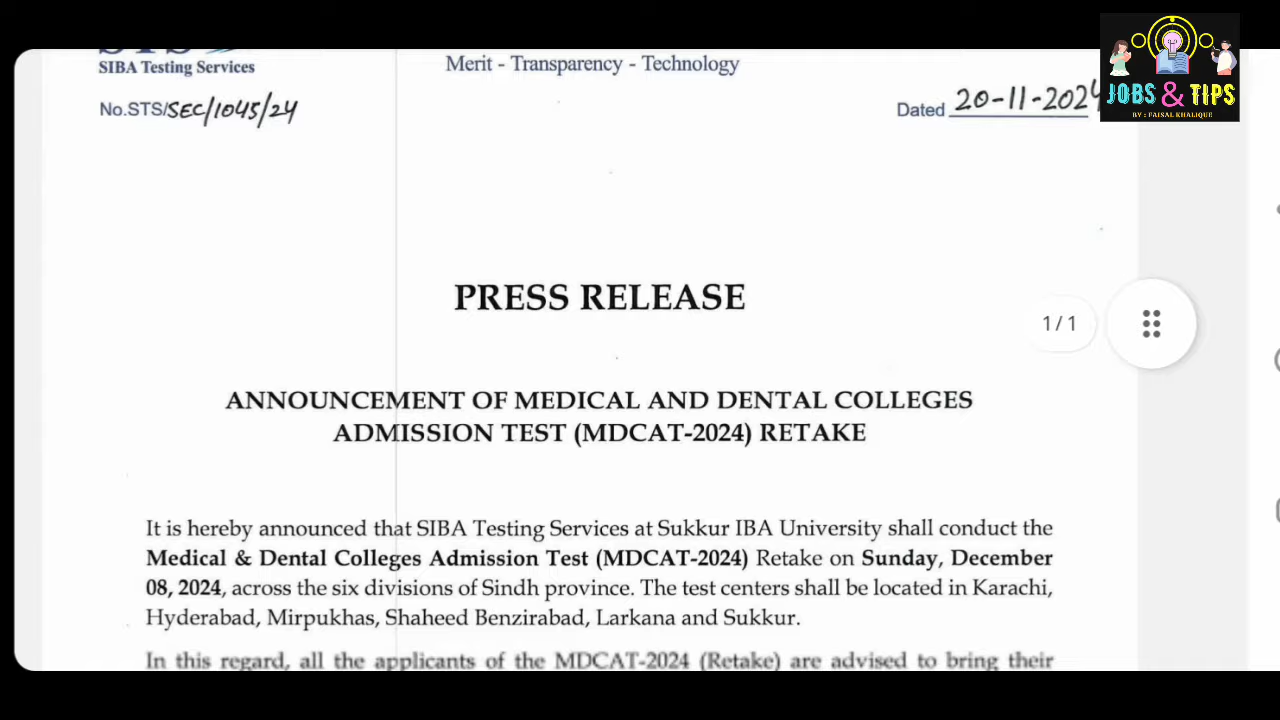 SIBA Testing Services
Merit - Transparency - Technology
No.STS/SEC/1045/24
Dated 20-11-2024
JOBS & TIPS
BY : FAISAL KHALIQUE
PRESS RELEASE
1 / 1
ANNOUNCEMENT OF MEDICAL AND DENTAL COLLEGES
ADMISSION TEST (MDCAT-2024) RETAKE
It is hereby announced that SIBA Testing Services at Sukkur IBA University shall conduct the
Medical & Dental Colleges Admission Test (MDCAT-2024) Retake on Sunday, December
08, 2024, across the six divisions of Sindh province. The test centers shall be located in Karachi,
Hyderabad, Mirpukhas, Shaheed Benzirabad, Larkana and Sukkur.
In this regard, all the applicants of the MDCAT-2024 (Retake) are advised to bring their